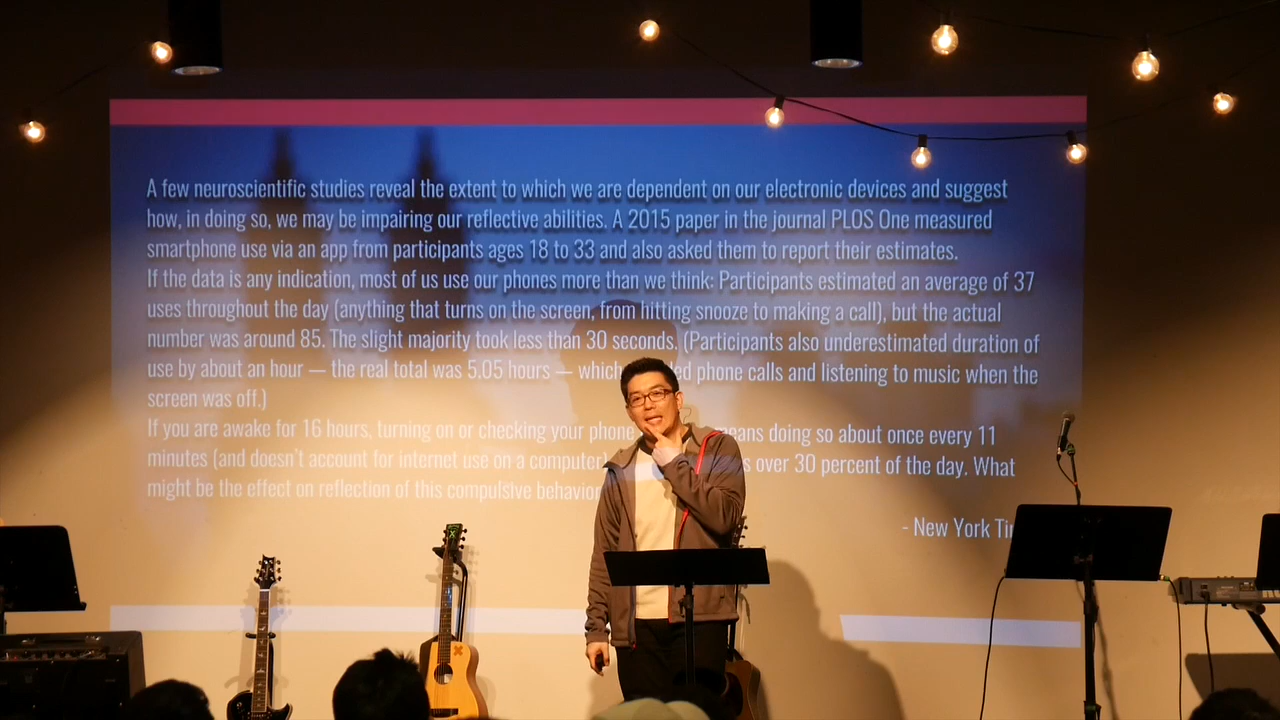 A few neuroscientific studies reveal the extent to which we are dependent on our electronic devices and suggest
how, in doing so, we may be impairing our reflective abilities. A 2015 paper in the journal PLOS One measured
smartphone use via an app from participants ages 18 to 33 and also asked them to report their estimates.
If the data is any indication, most of us use our phones more than we think: Participants estimated an average of 37
uses throughout the day (anything that turns on the screen, from hitting snooze to making a call), but the actual
number was around 85. The slight majority took less than 30 seconds. (Participants also underestimated duration of
use by about an hour — the real total was 5.05 hours — which phone calls and listening to music when the
screen was off.)
If you are awake for 16 hours, turning on or checking your phone means doing so about once every 11
minutes (and doesn't account for internet use on a computer) over 30 percent of the day. What
might be the effect on reflection of this compulsive behavior
- New York